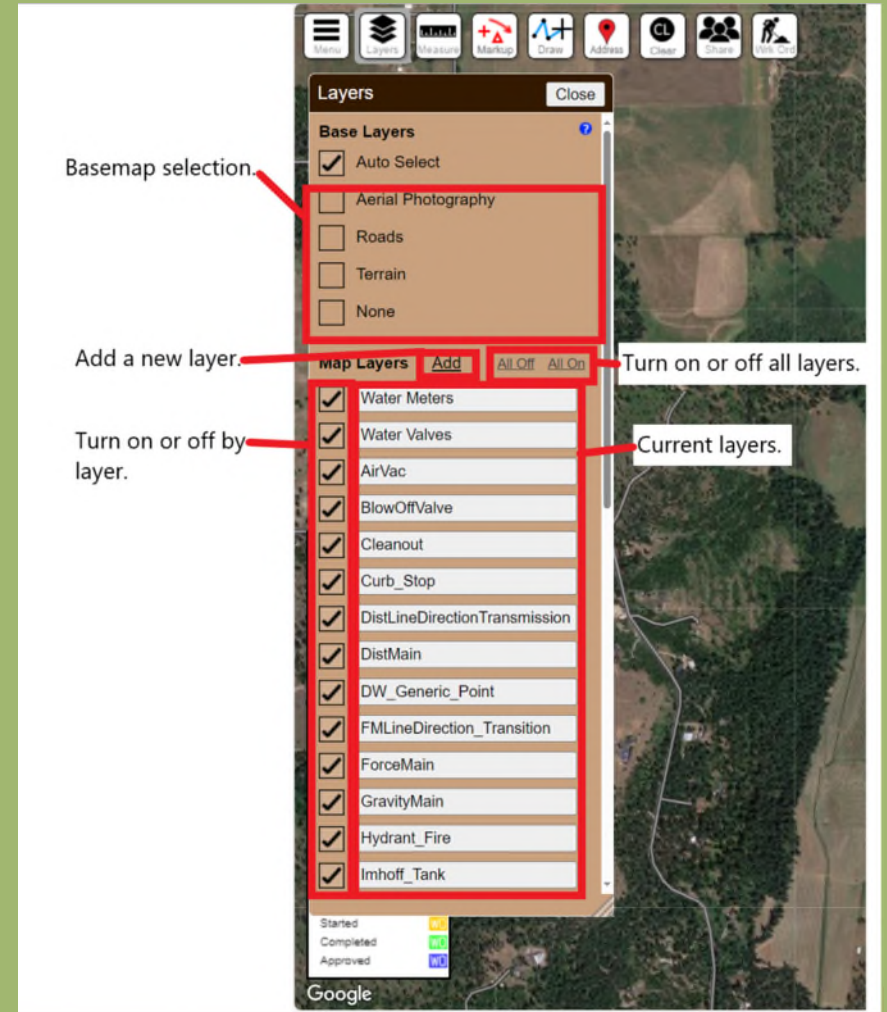 Menu
Layers
Measure
Markup
Draw
Address
CL
Clear
Share
Wrk Ord
Layers
Close
Base Layers
?
Auto Select
Basemap selection.
Aerial Photography
Roads
Terrain
None
Add a new layer.
Map Layers Add All Off All On
Turn on or off all layers.
Water Meters
Turn on or off by
layer.
Water Valves
Current layers.
AirVac
BlowOffValve
Cleanout
Curb_Stop
DistLineDirectionTransmission
DistMain
DW_Generic_Point
FMLineDirection_Transition
ForceMain
GravityMain
Hydrant_Fire
Imhoff_Tank
Started WO
Completed WO
Approved WO
Google